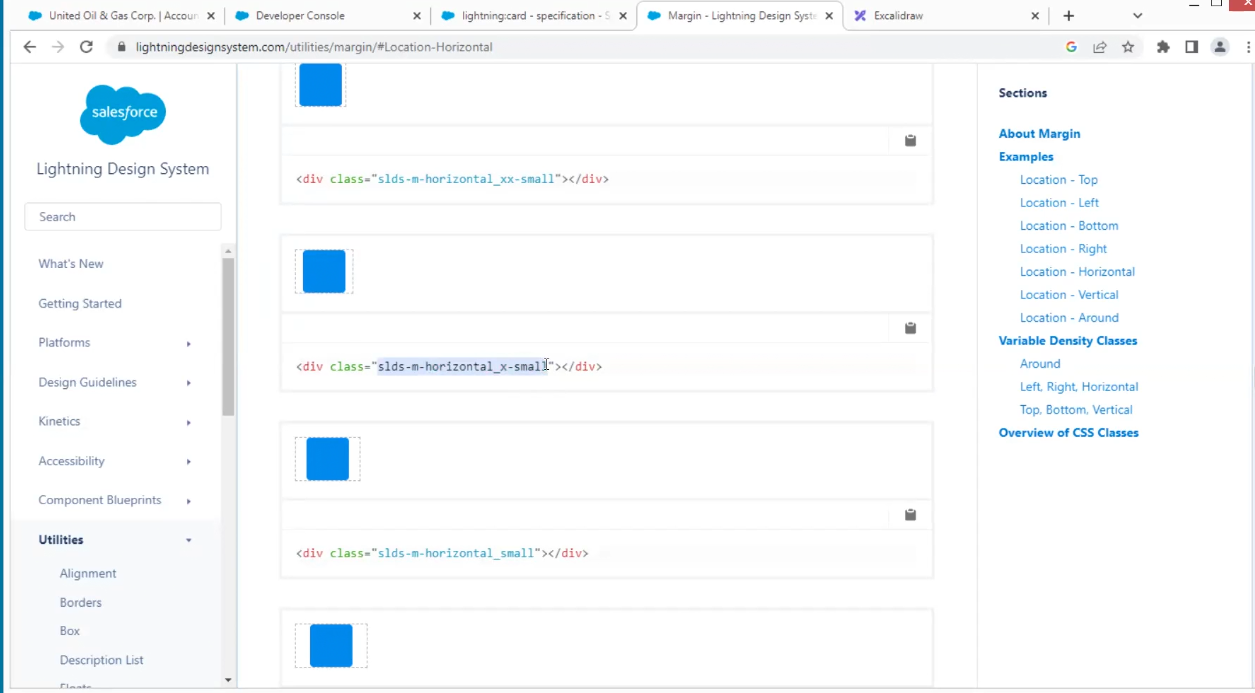 United Oil & Gas Corp. | Accoun
Developer Console
lightning:card - specification - S
Margin - Lightning Design Syste
Excalidraw
lightningdesignsystem.com/utilities/margin/#Location-Horizontal
salesforce
Lightning Design System
Search
What's New
Getting Started
Platforms
Design Guidelines
Kinetics
Accessibility
Component Blueprints
Utilities
Alignment
Borders
Box
Description List
Floats
<div class="slds-m-horizontal_xx-small"></div>
<div class="slds-m-horizontal_x-small"></div>
<div class="slds-m-horizontal_small"></div>
Sections
About Margin
Examples
Location - Top
Location - Left
Location - Bottom
Location - Right
Location - Horizontal
Location - Vertical
Location - Around
Variable Density Classes
Around
Left, Right, Horizontal
Top, Bottom, Vertical
Overview of CSS Classes